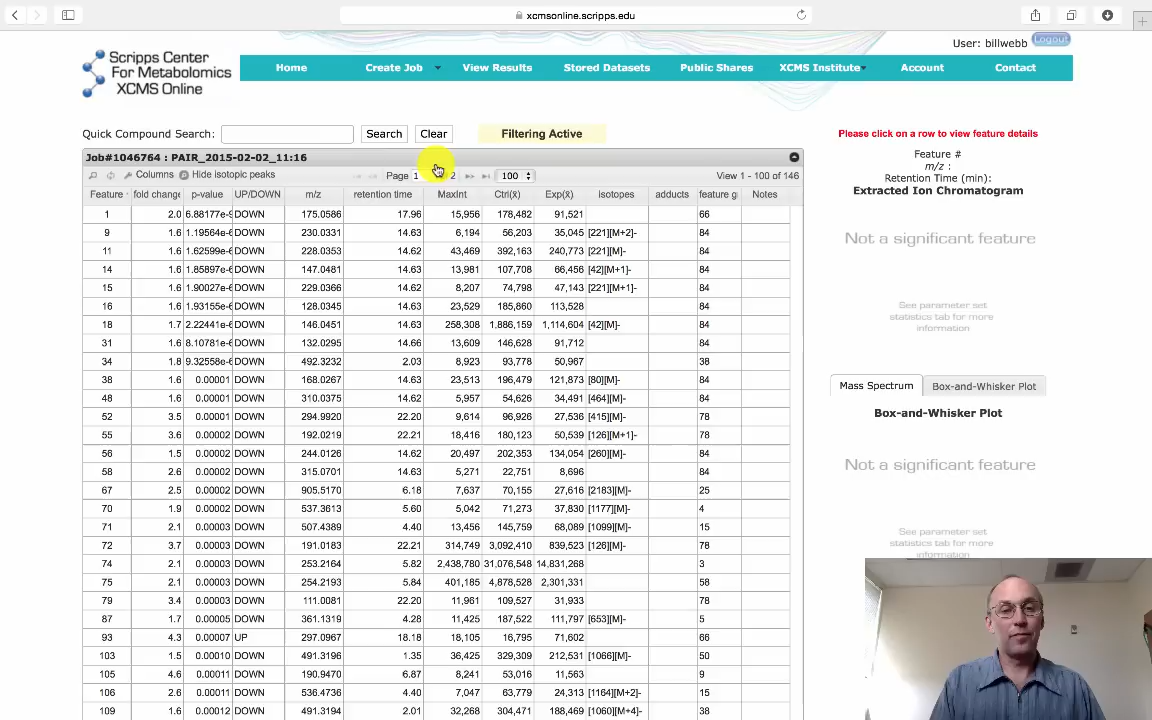 xcmsonline.scripps.edu
User: billwebb Logout
Scripps Center
For Metabolomics
XCMS Online
Home Create Job View Results Stored Datasets Public Shares XCMS Institute Account Contact
Quick Compound Search: Search Clear Filtering Active
Please click on a row to view feature details
Job#1046764 : PAIR_2015-02-02_11:16
Columns Hide isotopic peaks Page 1 2 100 View 1 - 100 of 146
Feature fold change p-value UP/DOWN m/z retention time MaxInt Ctrl(x̄) Exp(x̄) isotopes adducts feature g Notes
1 2.0 6.88177e-9 DOWN 175.0586 17.96 15,956 178,482 91,521 66
9 1.6 1.19564e-6 DOWN 230.0331 14.63 6,194 56,203 35,045 [221][M+2]- 84
11 1.6 1.62599e-6 DOWN 228.0353 14.62 43,469 392,163 240,773 [221][M]- 84
14 1.6 1.85897e-6 DOWN 147.0481 14.63 13,981 107,708 66,456 [42][M+1]- 84
15 1.6 1.90027e-6 DOWN 229.0366 14.62 8,207 74,798 47,143 [221][M+1]- 84
16 1.6 1.93155e-6 DOWN 128.0345 14.63 23,529 185,860 113,528 84
18 1.7 2.22441e-6 DOWN 146.0451 14.63 258,308 1,886,159 1,114,604 [42][M]- 84
31 1.6 8.10781e-6 DOWN 132.0295 14.66 13,609 146,628 91,712 84
34 1.8 9.32558e-6 DOWN 492.3232 2.03 8,923 93,778 50,967 38
38 1.6 0.00001 DOWN 168.0267 14.63 23,513 196,479 121,873 [80][M]- 84
48 1.6 0.00001 DOWN 310.0375 14.62 5,957 54,626 34,491 [464][M]- 84
52 3.5 0.00001 DOWN 294.9920 22.20 9,614 96,926 27,536 [415][M]- 78
55 3.6 0.00002 DOWN 192.0219 22.21 18,416 180,123 50,539 [126][M+1]- 78
56 1.5 0.00002 DOWN 244.0126 14.62 20,497 202,353 134,054 [260][M]- 84
58 2.6 0.00002 DOWN 315.0701 14.63 5,271 22,751 8,696 84
67 2.5 0.00002 DOWN 905.5170 6.18 7,637 70,155 27,616 [2183][M]- 25
70 1.9 0.00002 DOWN 537.3613 5.60 5,042 71,273 37,830 [1177][M]- 4
71 2.1 0.00003 DOWN 507.4389 4.40 13,456 145,759 68,089 [1099][M]- 15
72 3.7 0.00003 DOWN 191.0183 22.21 314,749 3,092,410 839,523 [126][M]- 78
74 2.1 0.00003 DOWN 253.2164 5.82 2,438,780 31,076,548 14,831,268 3
75 2.1 0.00003 DOWN 254.2193 5.84 401,185 4,878,528 2,301,331 58
79 3.4 0.00003 DOWN 111.0081 22.20 11,961 109,527 31,933 78
87 1.7 0.00005 DOWN 361.1319 4.28 11,425 187,522 111,797 [653][M]- 5
93 4.3 0.00007 UP 297.0967 18.18 18,105 16,795 71,602 66
103 1.5 0.00010 DOWN 491.3196 1.35 36,425 329,309 212,531 [1066][M]- 50
105 4.6 0.00011 DOWN 190.9470 6.87 8,241 53,016 11,563 9
106 2.6 0.00011 DOWN 536.4736 4.40 7,047 63,779 24,313 [1164][M+2]- 15
109 1.6 0.00012 DOWN 491.3194 2.01 32,268 304,471 188,469 [1060][M+4]- 38
Feature #
m/z :
Retention Time (min):
Extracted Ion Chromatogram
Not a significant feature
See parameter set
statistics tab for more
information
Mass Spectrum Box-and-Whisker Plot
Box-and-Whisker Plot
Not a significant feature
See parameter set
statistics tab for more
information